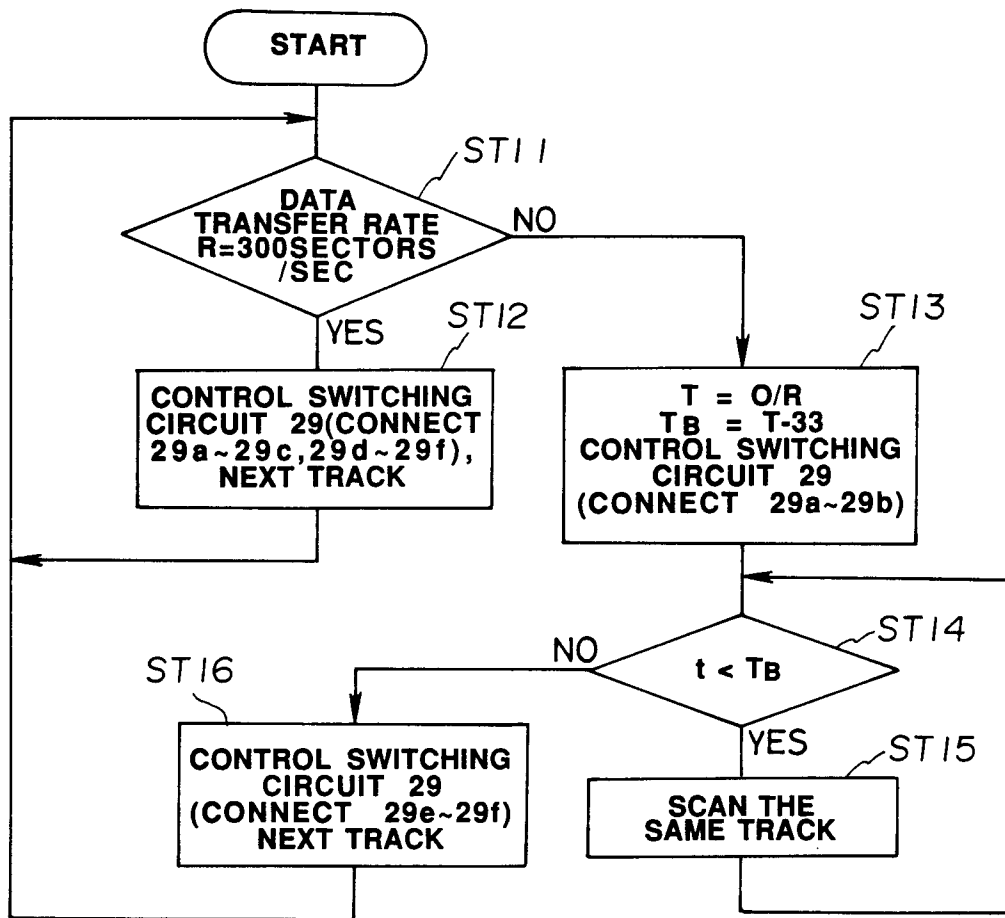 START
ST11
DATA
TRANSFER RATE
R=300SECTORS
/SEC
NO
YES
ST12
CONTROL SWITCHING
CIRCUIT 29(CONNECT
29a~29c,29d~29f),
NEXT TRACK
ST13
T = O/R
TB = T-33
CONTROL SWITCHING
CIRCUIT 29
(CONNECT 29a~29b)
ST14
t < TB
NO
YES
ST16
CONTROL SWITCHING
CIRCUIT 29
(CONNECT 29e~29f)
NEXT TRACK
ST15
SCAN THE
SAME TRACK